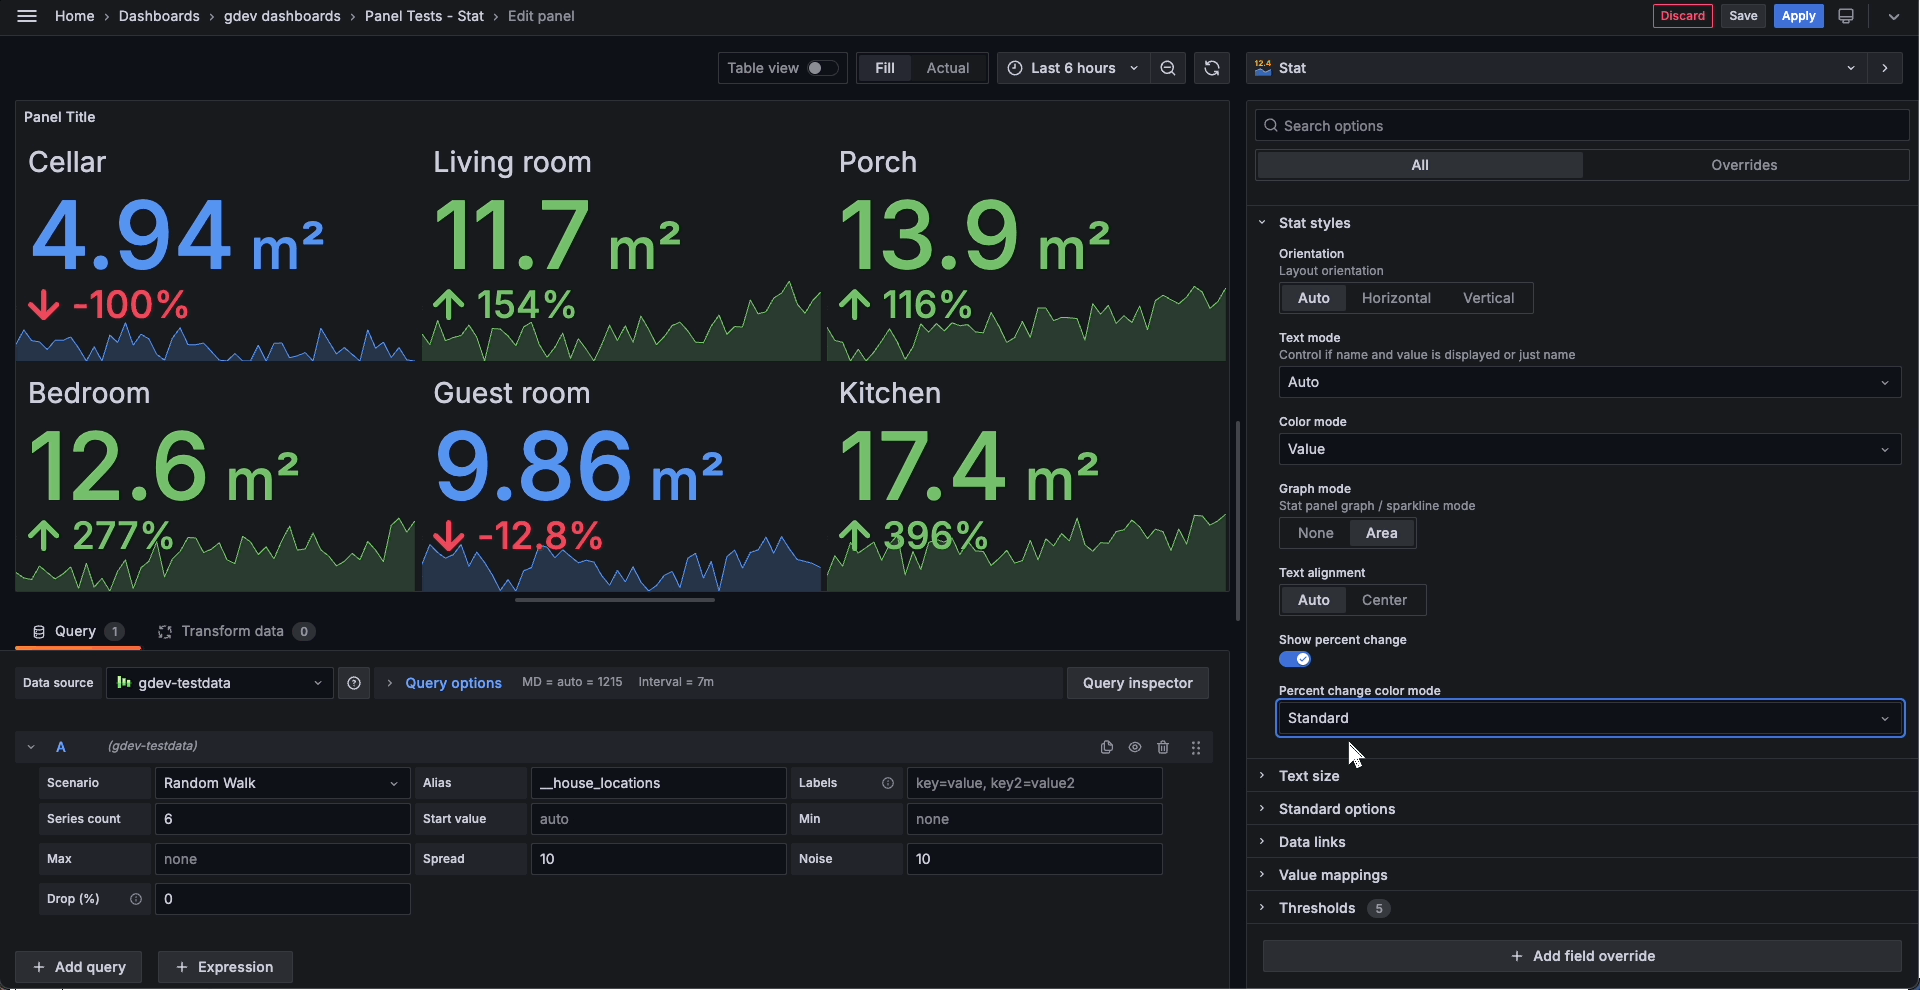 Home › Dashboards › gdev dashboards › Panel Tests - Stat › Edit panel
Discard Save Apply
Table view Fill Actual Last 6 hours
12.4 Stat
Panel Title
Cellar
4.94 m²
-100%
Living room
11.7 m²
154%
Porch
13.9 m²
116%
Bedroom
12.6 m²
277%
Guest room
9.86 m²
-12.8%
Kitchen
17.4 m²
396%
Query 1 Transform data 0
Data source gdev-testdata Query options MD = auto = 1215 Interval = 7m Query inspector
A (gdev-testdata)
Scenario Random Walk Alias __house_locations Labels key=value, key2=value2
Series count 6 Start value auto Min none
Max none Spread 10 Noise 10
Drop (%) 0
+ Add query + Expression
Search options
All Overrides
Stat styles
Orientation
Layout orientation
Auto Horizontal Vertical
Text mode
Control if name and value is displayed or just name
Auto
Color mode
Value
Graph mode
Stat panel graph / sparkline mode
None Area
Text alignment
Auto Center
Show percent change
Percent change color mode
Standard
Text size
Standard options
Data links
Value mappings
Thresholds 5
+ Add field override